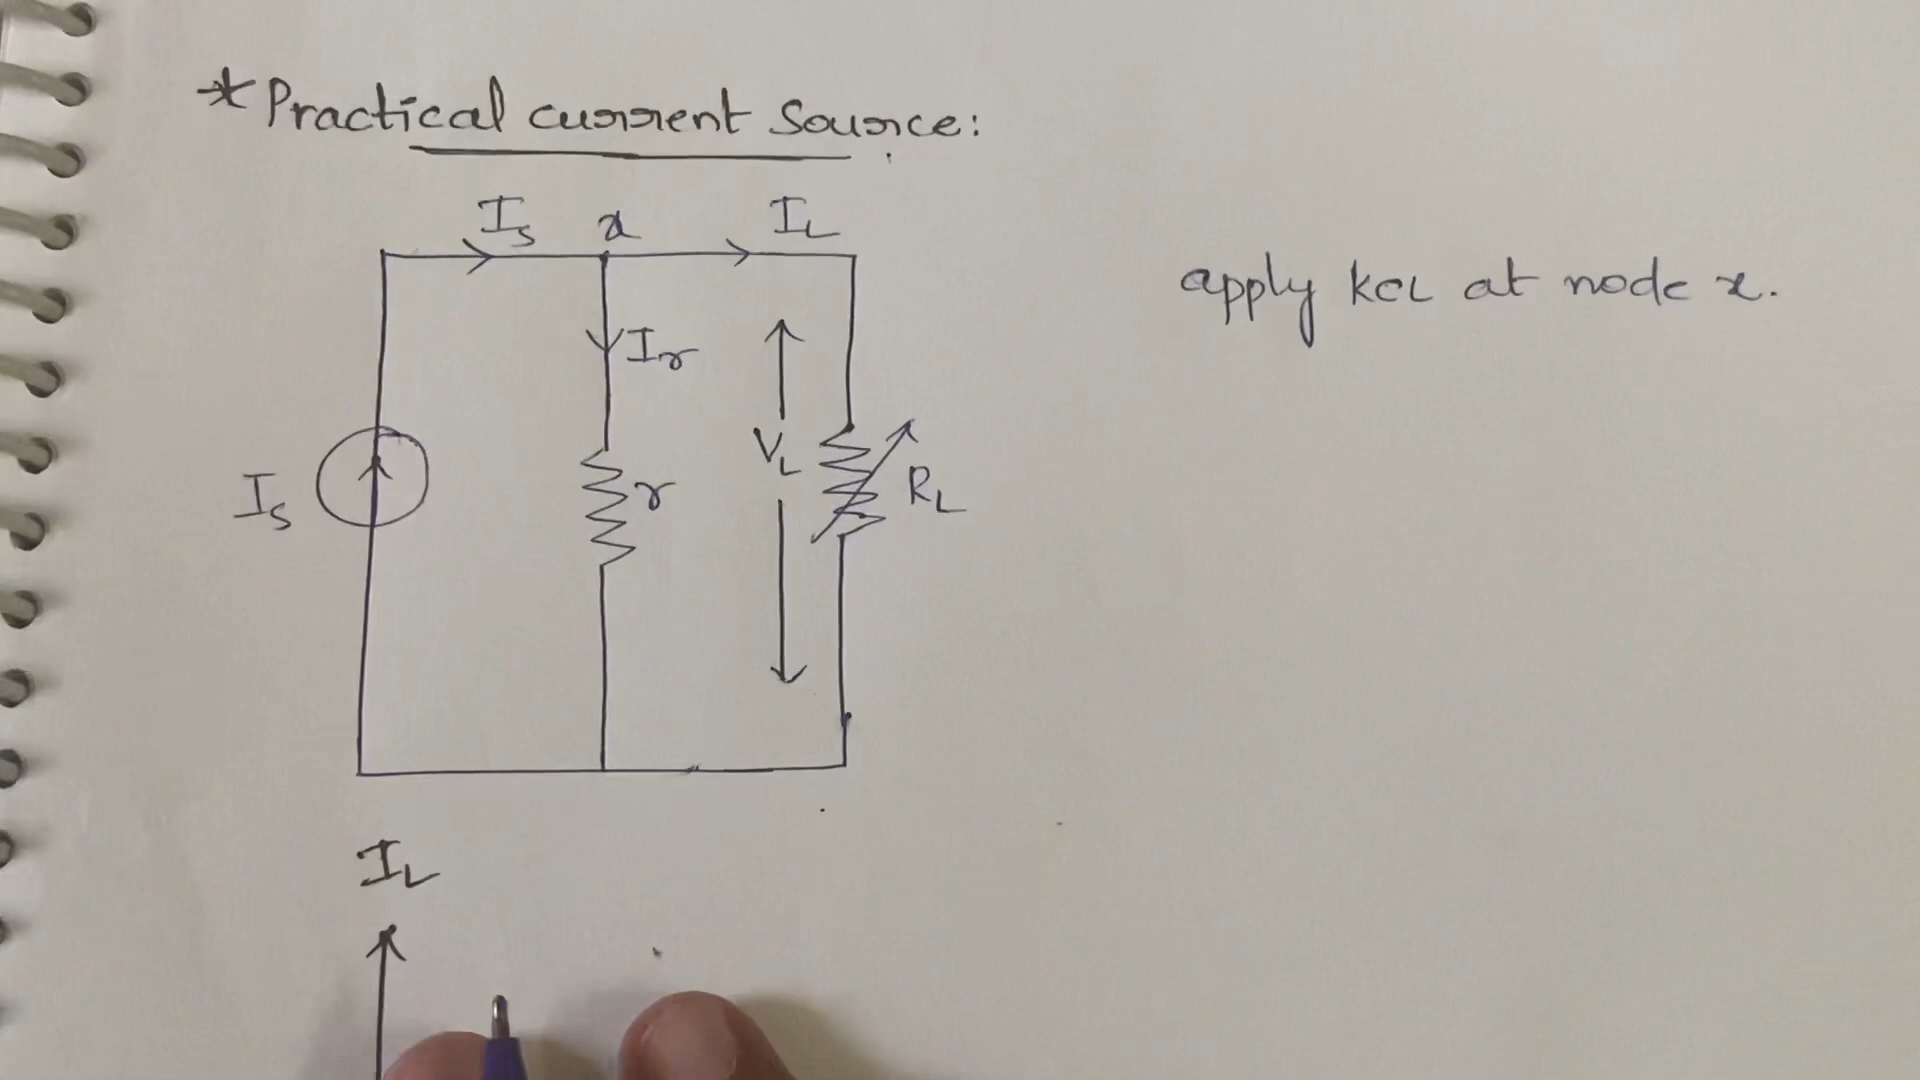 * Practical current source:
Is x IL
apply KCL at node x.
Ir
VL
Is r RL
IL